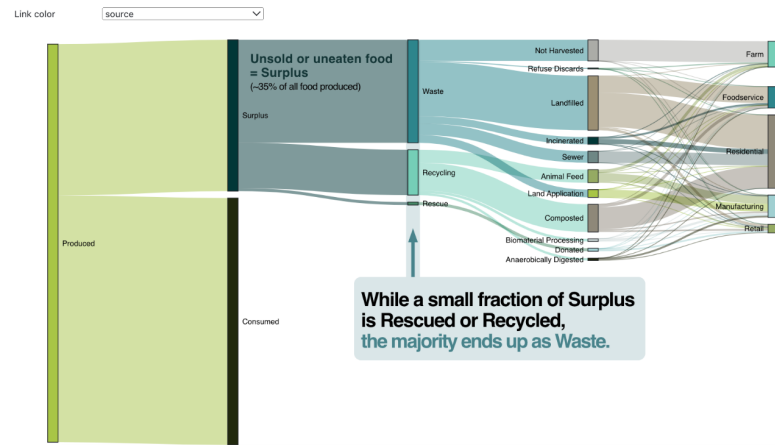 Link color
source
Unsold or uneaten food
= Surplus
(~35% of all food produced)
Surplus
Produced
Consumed
Waste
Recycling
Rescue
Not Harvested
Refuse Discards
Landfilled
Incinerated
Sewer
Animal Feed
Land Application
Composted
Biomaterial Processing
Donated
Anaerobically Digested
Farm
Foodservice
Residential
Manufacturing
Retail
While a small fraction of Surplus
is Rescued or Recycled,
the majority ends up as Waste.